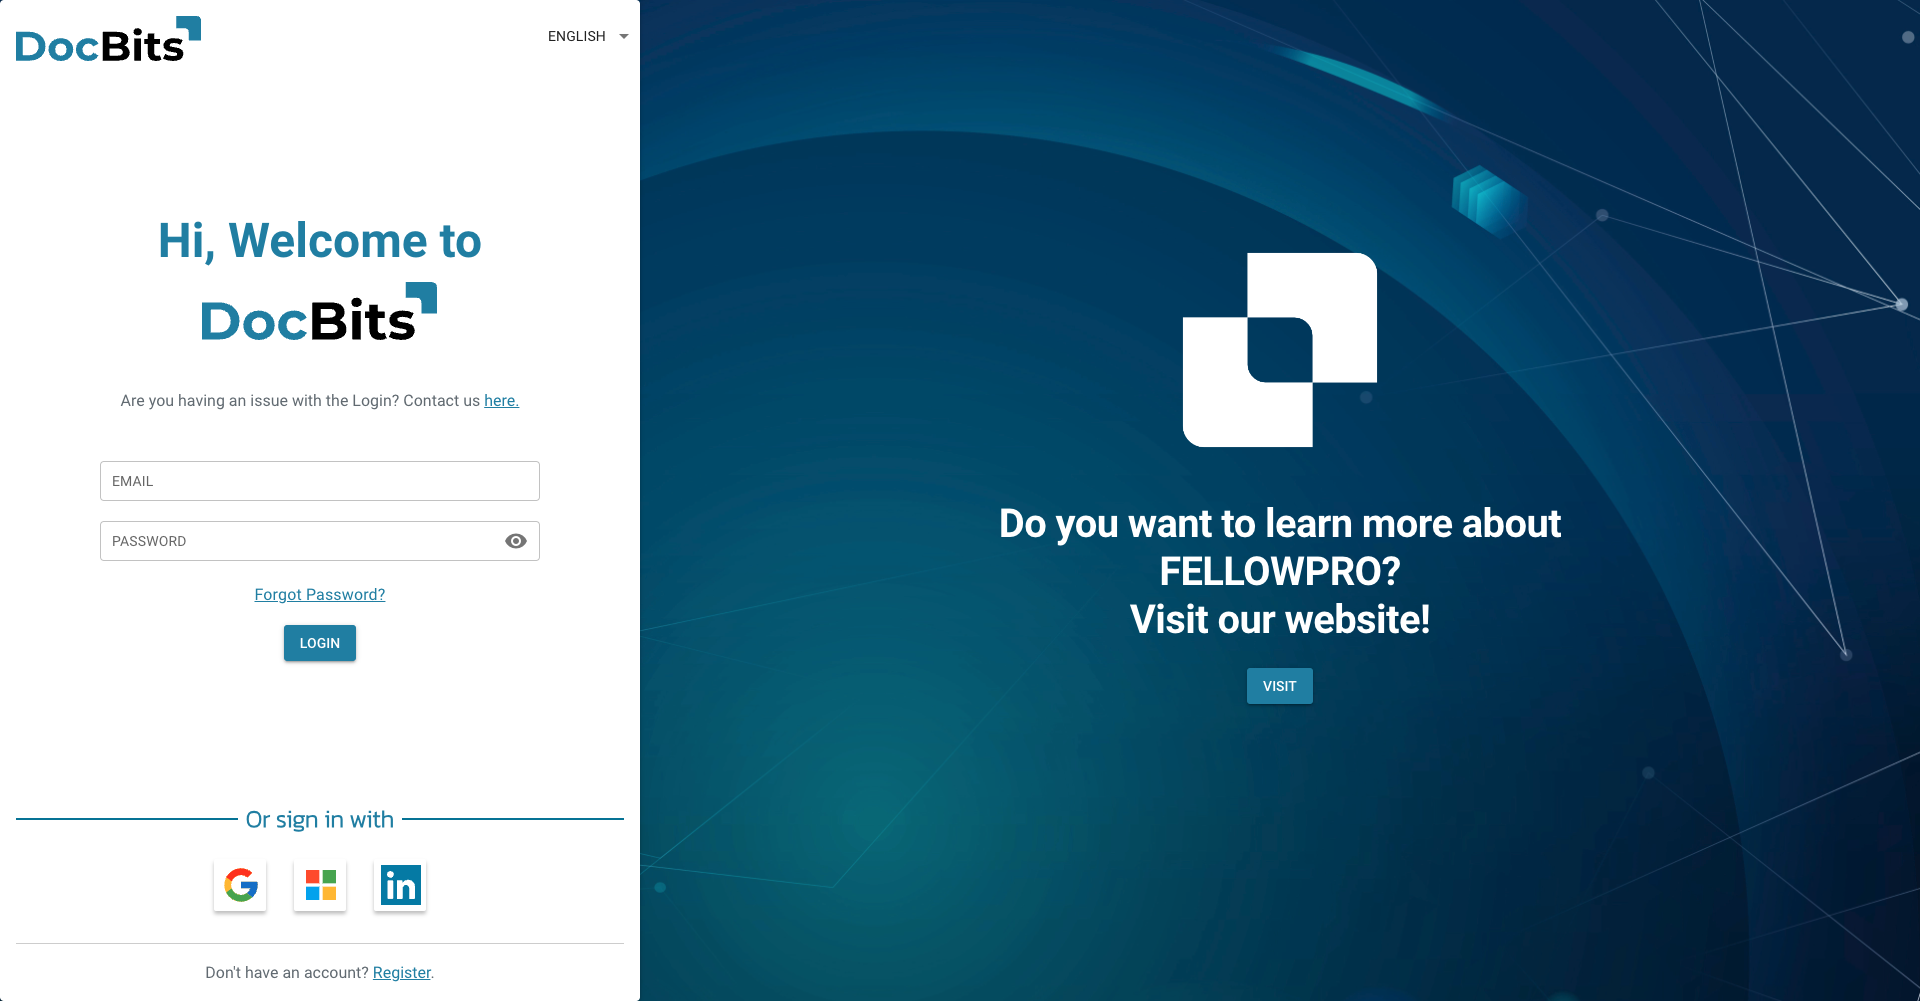 DocBits
ENGLISH
Hi, Welcome to
DocBits
Are you having an issue with the Login? Contact us here.
EMAIL
PASSWORD
Forgot Password?
LOGIN
Or sign in with
in
Don't have an account? Register.
Do you want to learn more about
FELLOWPRO?
Visit our website!
VISIT